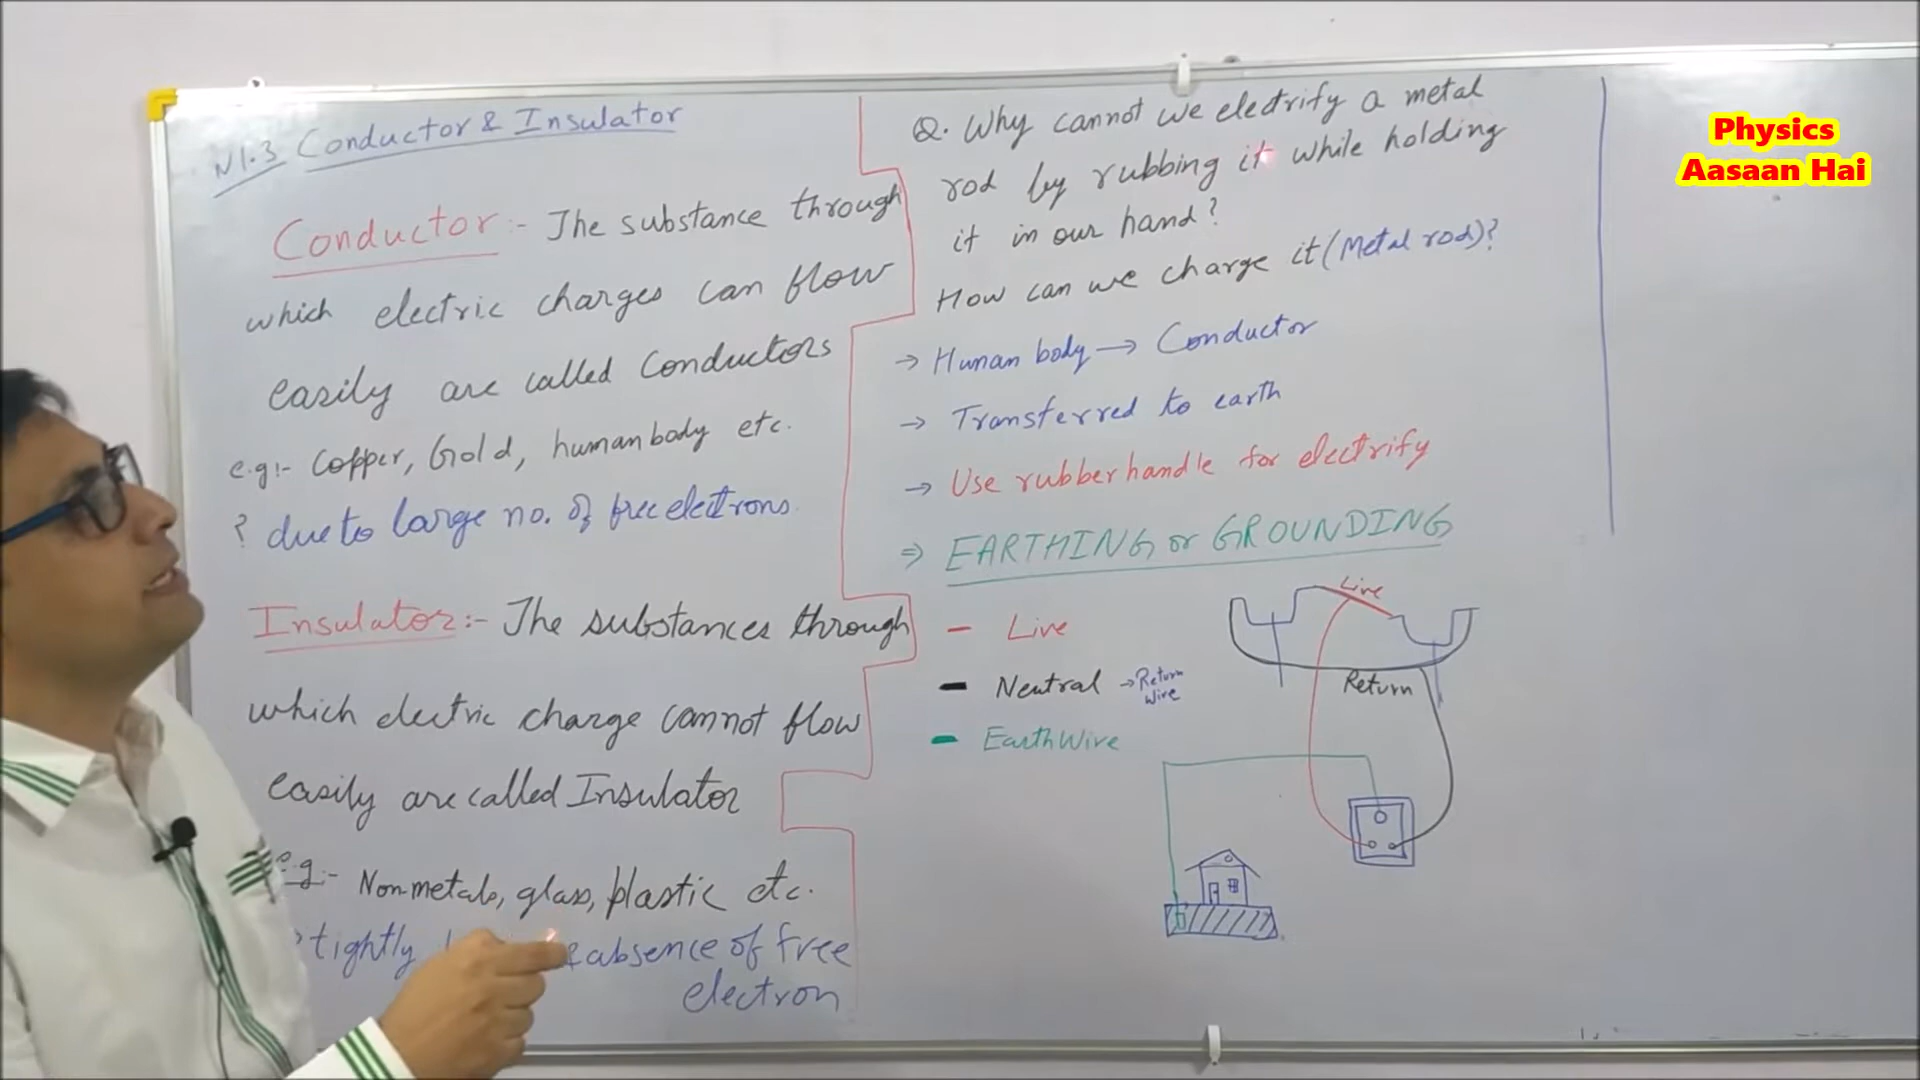 N1.3 Conductor & Insulator
Conductor:- The substance through
which electric charges can flow
easily are called Conductors
e.g:- Copper, Gold, human body etc.
? due to large no. of free electrons.
Insulator:- The substances through
which electric charge cannot flow
easily are called Insulator
e.g:- Non metals, glass, plastic etc.
? tightly & absence of free
electron
Q. Why cannot we electrify a metal
rod by rubbing it while holding
it in our hand?
How can we charge it (Metal rod)?
→ Human body → Conductor
→ Transferred to earth
→ Use rubber handle for electrify
⇒ EARTHING or GROUNDING
- Live
- Neutral → Return
Wire
- Earth Wire
Live
Return
Physics
Aasaan Hai